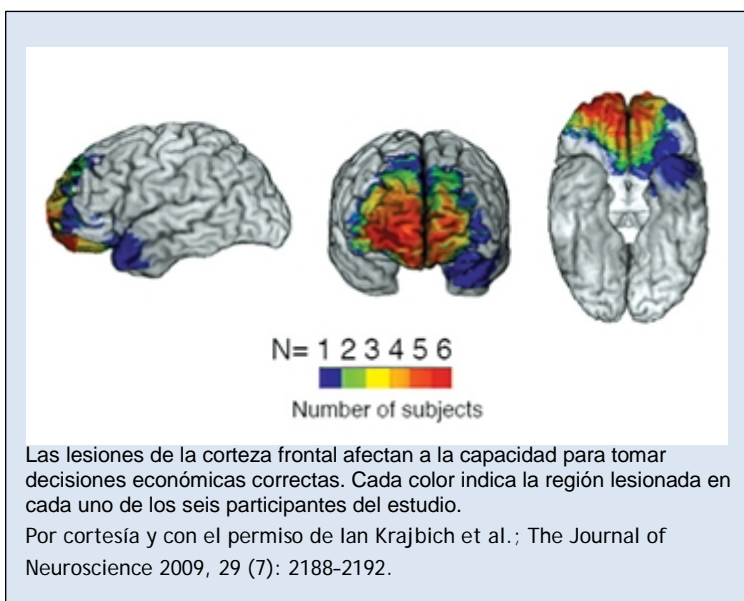 N= 1 2 3 4 5 6
Number of subjects
Las lesiones de la corteza frontal afectan a la capacidad para tomar
decisiones económicas correctas. Cada color indica la región lesionada en
cada uno de los seis participantes del estudio.
Por cortesía y con el permiso de Ian Krajbich et al.; The Journal of
Neuroscience 2009, 29 (7): 2188-2192.